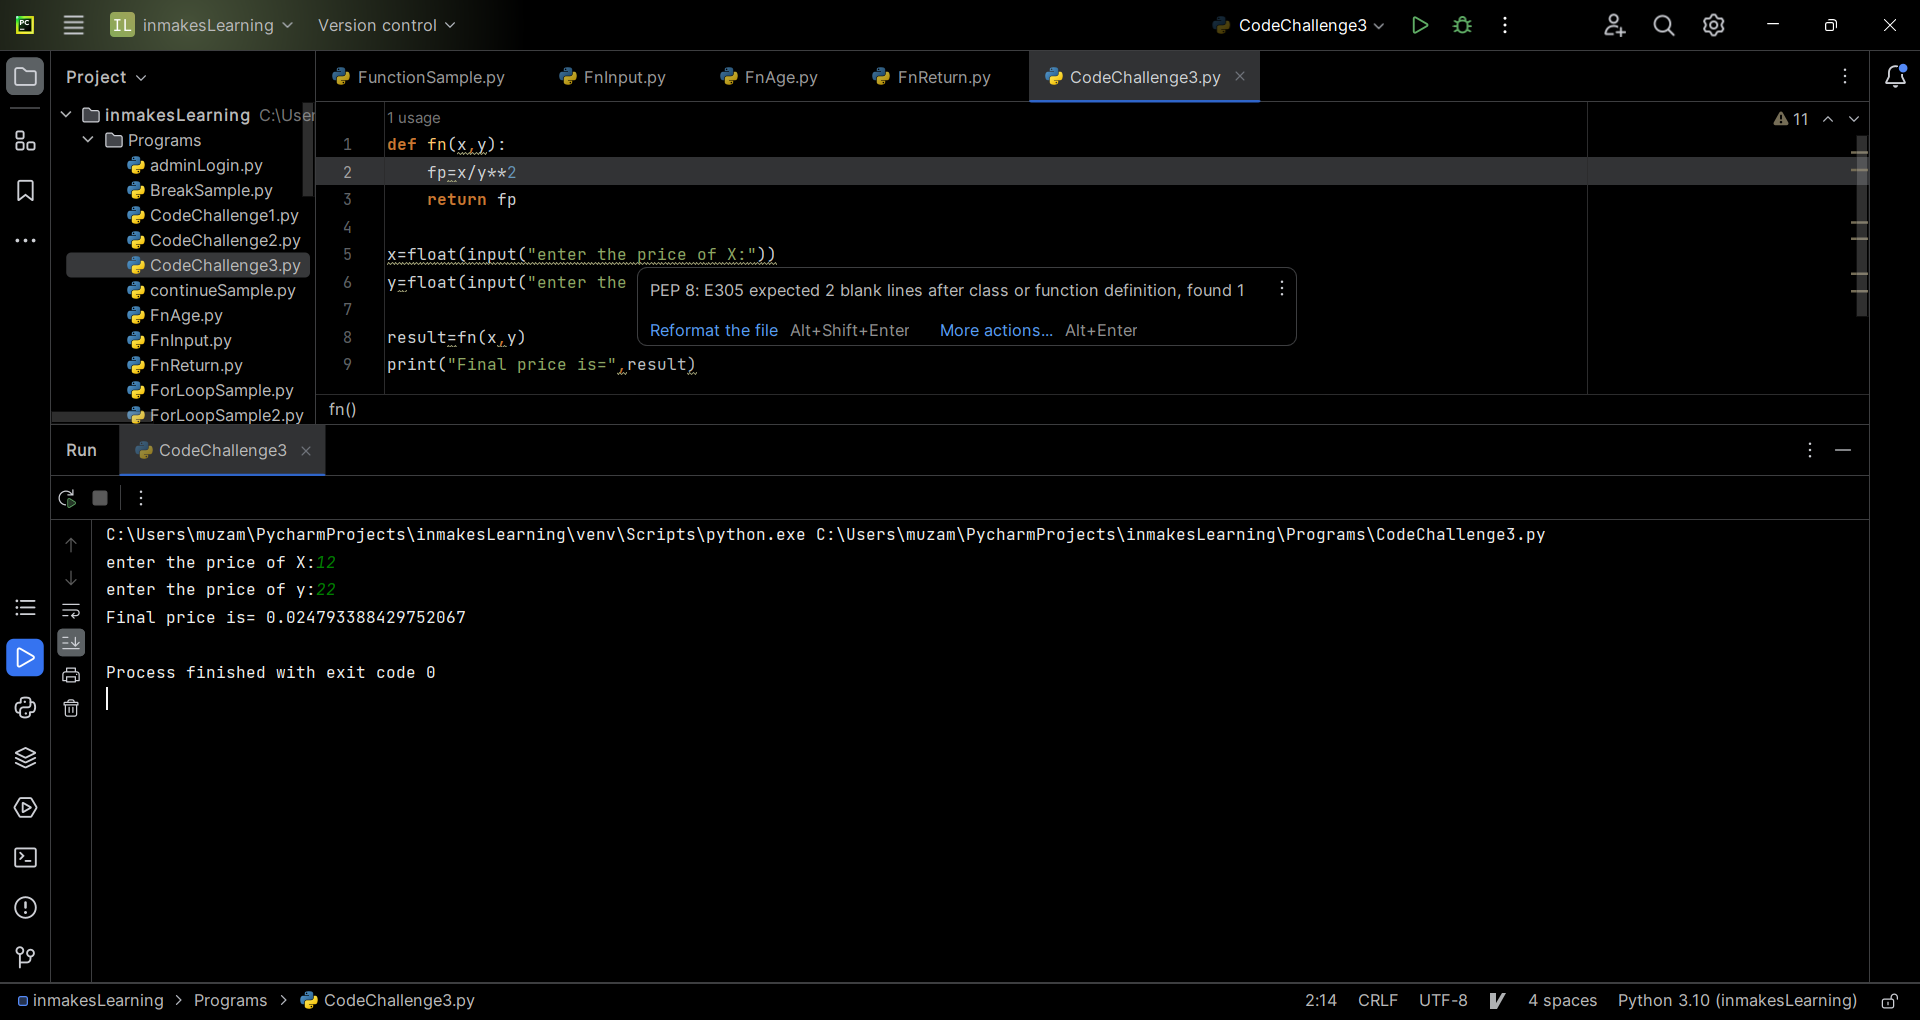 PC
IL inmakesLearning Version control CodeChallenge3
Project
FunctionSample.py FnInput.py FnAge.py FnReturn.py CodeChallenge3.py
inmakesLearning C:\User
Programs
adminLogin.py
BreakSample.py
CodeChallenge1.py
CodeChallenge2.py
CodeChallenge3.py
continueSample.py
FnAge.py
FnInput.py
FnReturn.py
ForLoopSample.py
ForLoopSample2.py
1 usage
11
1 def fn(x,y):
2 fp=x/y**2
3 return fp
4
5 x=float(input("enter the price of X:"))
6 y=float(input("enter the
7
8 result=fn(x,y)
9 print("Final price is=",result)
PEP 8: E305 expected 2 blank lines after class or function definition, found 1
Reformat the file Alt+Shift+Enter More actions... Alt+Enter
fn()
Run CodeChallenge3
C:\Users\muzam\PycharmProjects\inmakesLearning\venv\Scripts\python.exe C:\Users\muzam\PycharmProjects\inmakesLearning\Programs\CodeChallenge3.py
enter the price of X:12
enter the price of y:22
Final price is= 0.024793388429752067
Process finished with exit code 0
inmakesLearning > Programs > CodeChallenge3.py
2:14 CRLF UTF-8 4 spaces Python 3.10 (inmakesLearning)